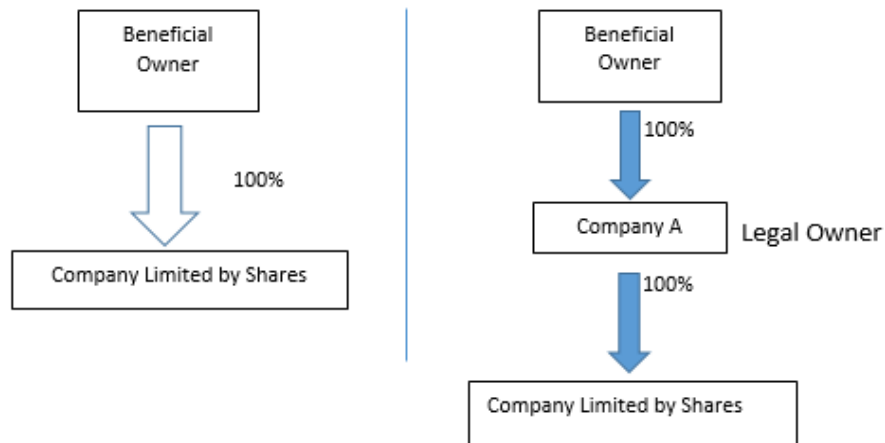 Beneficial
Owner
100%
Company Limited by Shares
Beneficial
Owner
100%
Company A
Legal Owner
100%
Company Limited by Shares